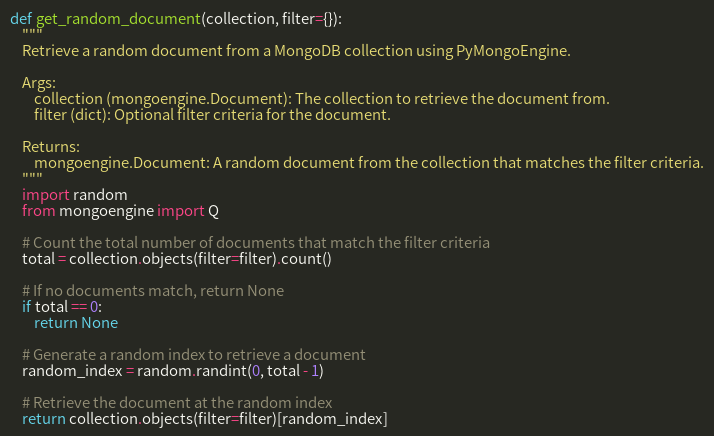 def get_random_document(collection, filter={}):
    """
    Retrieve a random document from a MongoDB collection using PyMongoEngine.

    Args:
        collection (mongoengine.Document): The collection to retrieve the document from.
        filter (dict): Optional filter criteria for the document.

    Returns:
        mongoengine.Document: A random document from the collection that matches the filter criteria.
    """
    import random
    from mongoengine import Q

    # Count the total number of documents that match the filter criteria
    total = collection.objects(filter=filter).count()

    # If no documents match, return None
    if total == 0:
        return None

    # Generate a random index to retrieve a document
    random_index = random.randint(0, total - 1)

    # Retrieve the document at the random index
    return collection.objects(filter=filter)[random_index]